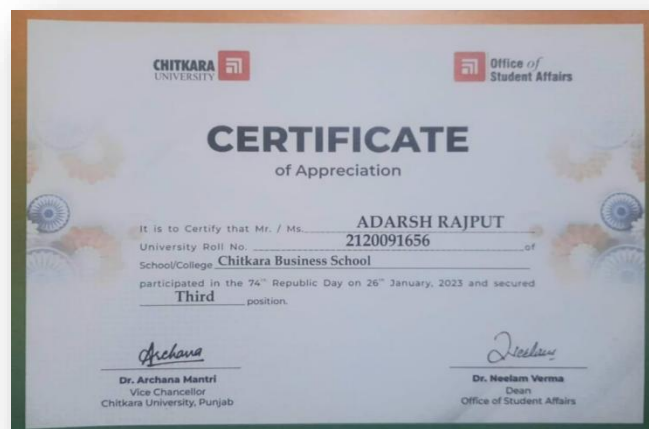 CHITKARA
UNIVERSITY
Office of
Student Affairs
CERTIFICATE
of Appreciation
It is to Certify that Mr. / Ms. ADARSH RAJPUT
University Roll No. 2120091656 of
School/College Chitkara Business School
participated in the 74th Republic Day on 26th January, 2023 and secured
Third position.
Archana
Neelam
Dr. Archana Mantri
Vice Chancellor
Chitkara University, Punjab
Dr. Neelam Verma
Dean
Office of Student Affairs